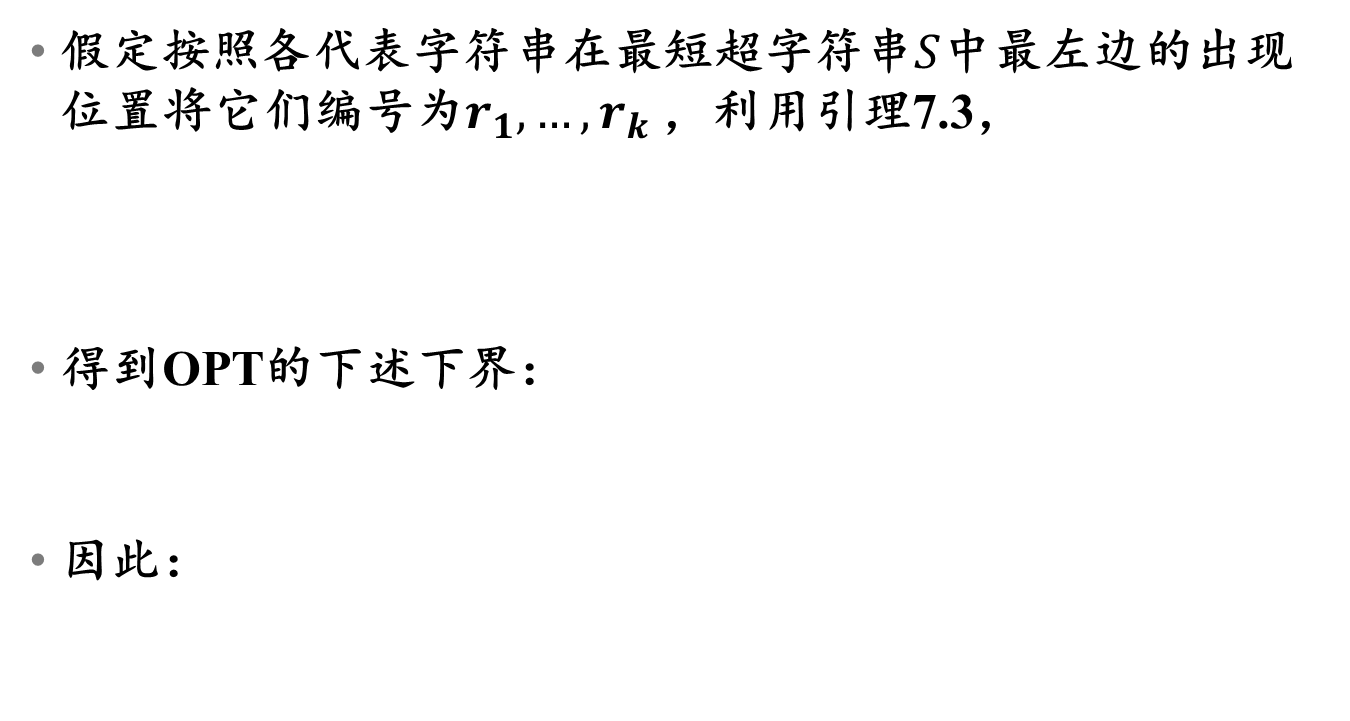 • 假定按照各代表字符串在最短超字符串S中最左边的出现
位置将它们编号为r₁, … , rₖ ，利用引理7.3，
• 得到OPT的下述下界：
• 因此：